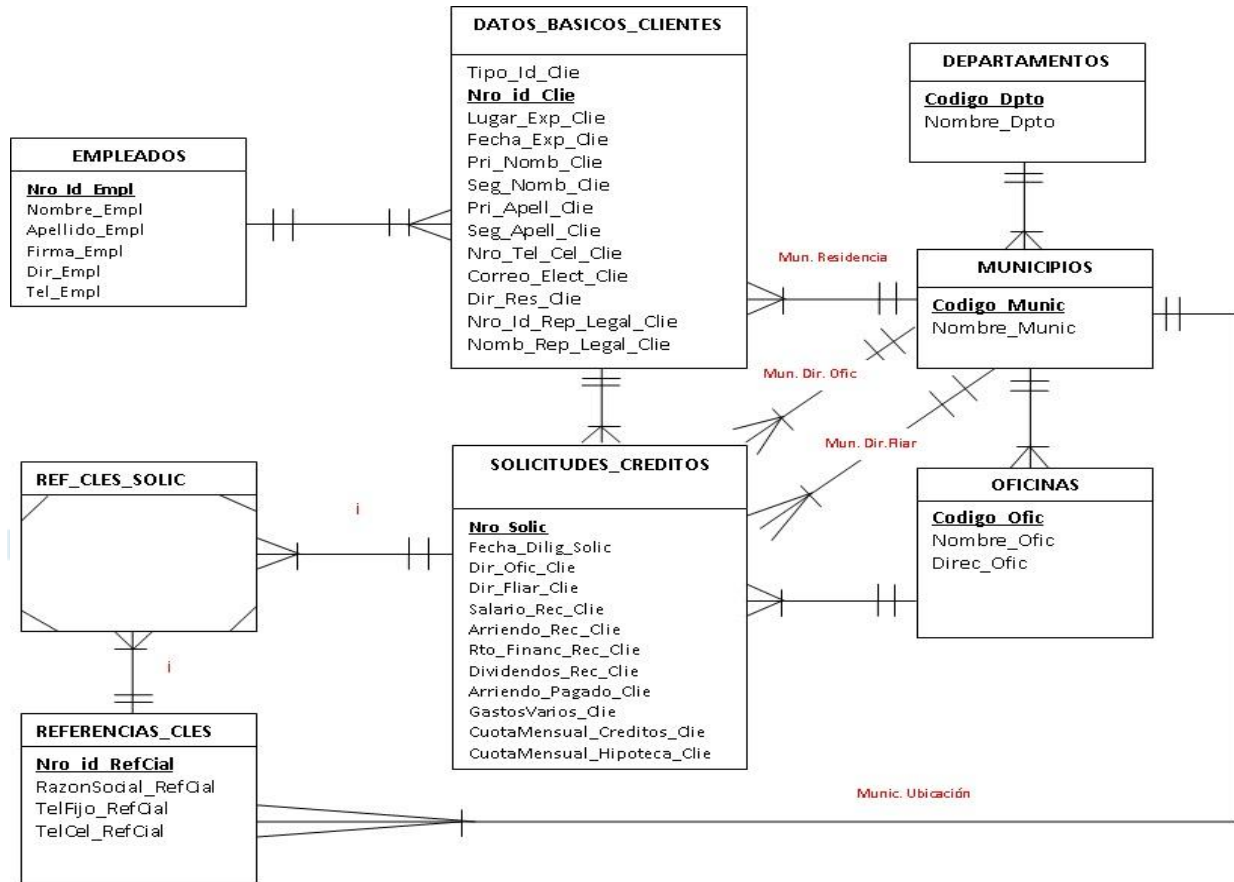 DATOS_BASICOS_CLIENTES
Tipo_Id_Clie
Nro_id_Clie
Lugar_Exp_Clie
Fecha_Exp_Clie
Pri_Nomb_Clie
Seg_Nomb_Clie
Pri_Apell_Clie
Seg_Apell_Clie
Nro_Tel_Cel_Clie
Correo_Elect_Clie
Dir_Res_Clie
Nro_Id_Rep_Legal_Clie
Nomb_Rep_Legal_Clie
DEPARTAMENTOS
Codigo_Dpto
Nombre_Dpto
EMPLEADOS
Nro_Id_Empl
Nombre_Empl
Apellido_Empl
Firma_Empl
Dir_Empl
Tel_Empl
Mun. Residencia
MUNICIPIOS
Codigo_Munic
Nombre_Munic
Mun. Dir. Ofic
Mun. Dir.Fliar
REF_CLES_SOLIC
i
i
SOLICITUDES_CREDITOS
Nro_Solic
Fecha_Dilig_Solic
Dir_Ofic_Clie
Dir_Fliar_Clie
Salario_Rec_Clie
Arriendo_Rec_Clie
Rto_Financ_Rec_Clie
Dividendos_Rec_Clie
Arriendo_Pagado_Clie
GastosVarios_Clie
CuotaMensual_Creditos_Clie
CuotaMensual_Hipoteca_Clie
OFICINAS
Codigo_Ofic
Nombre_Ofic
Direc_Ofic
REFERENCIAS_CLES
Nro_id_RefCial
RazonSocial_RefCial
TelFijo_RefCial
TelCel_RefCial
Munic. Ubicación